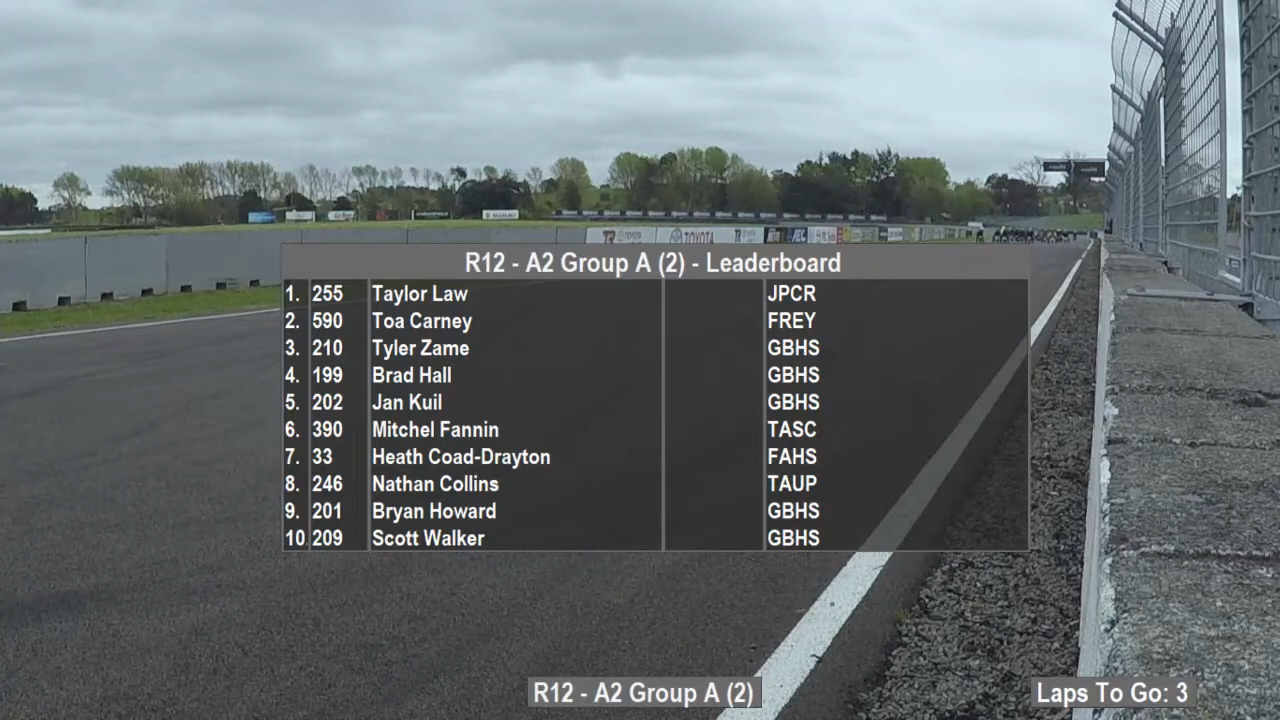 TOYOTA
R12 - A2 Group A (2) - Leaderboard
1. 255 Taylor Law JPCR
2. 590 Toa Carney FREY
3. 210 Tyler Zame GBHS
4. 199 Brad Hall GBHS
5. 202 Jan Kuil GBHS
6. 390 Mitchel Fannin TASC
7. 33 Heath Coad-Drayton FAHS
8. 246 Nathan Collins TAUP
9. 201 Bryan Howard GBHS
10 209 Scott Walker GBHS
R12 - A2 Group A (2)
Laps To Go: 3